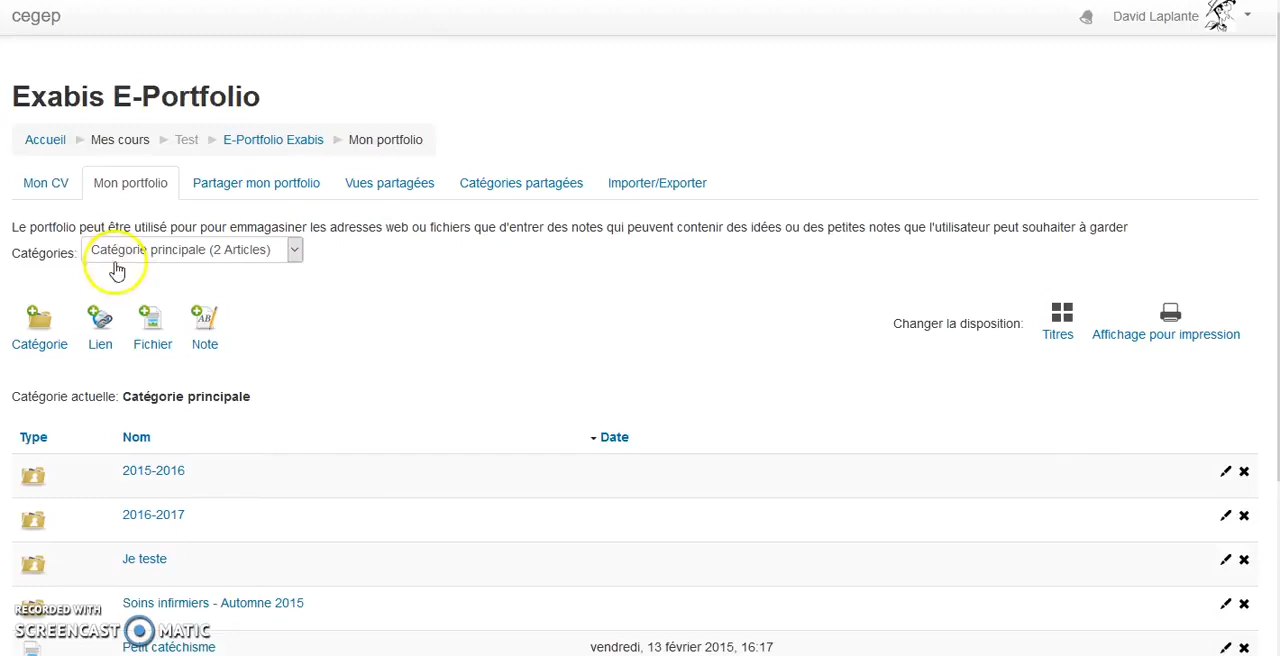 cegep
David Laplante
Exabis E-Portfolio
Accueil Mes cours Test E-Portfolio Exabis Mon portfolio
Mon CV Mon portfolio Partager mon portfolio Vues partagées Catégories partagées Importer/Exporter
Le portfolio peut être utilisé pour pour emmagasiner les adresses web ou fichiers que d'entrer des notes qui peuvent contenir des idées ou des petites notes que l'utilisateur peut souhaiter à garder
Catégories: Catégorie principale (2 Articles)
Catégorie Lien Fichier Note
Changer la disposition: Titres Affichage pour impression
Catégorie actuelle: Catégorie principale
Type Nom Date
2015-2016
2016-2017
Je teste
Soins infirmiers - Automne 2015
RECORDED WITH
SCREENCAST MATIC
Petit catéchisme vendredi, 13 février 2015, 16:17